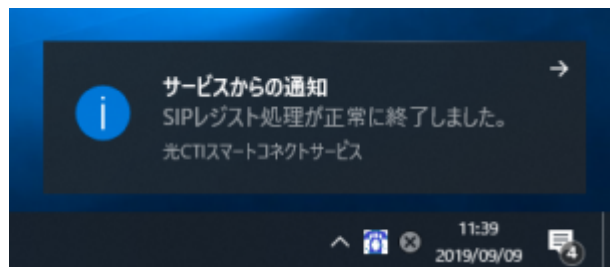 サービスからの通知
SIPレジスト処理が正常に終了しました。
光CTIスマートコネクトサービス
11:39
2019/09/09
4